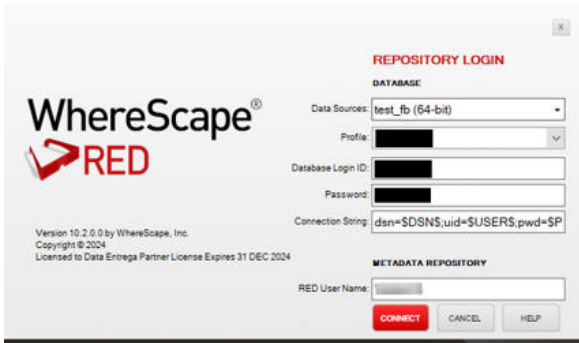 x
REPOSITORY LOGIN
DATABASE
Data Sources: test_fb (64-bit)
Profile:
Database Login ID:
Password:
Connection String: dsn=$DSN$;uid=$USER$;pwd=$P
WhereScape®
RED
Version 10.2.0.0 by WhereScape, Inc.
Copyright © 2024
Licensed to Data Entrega Partner License Expires 31 DEC 2024
METADATA REPOSITORY
RED User Name:
CONNECT CANCEL HELP